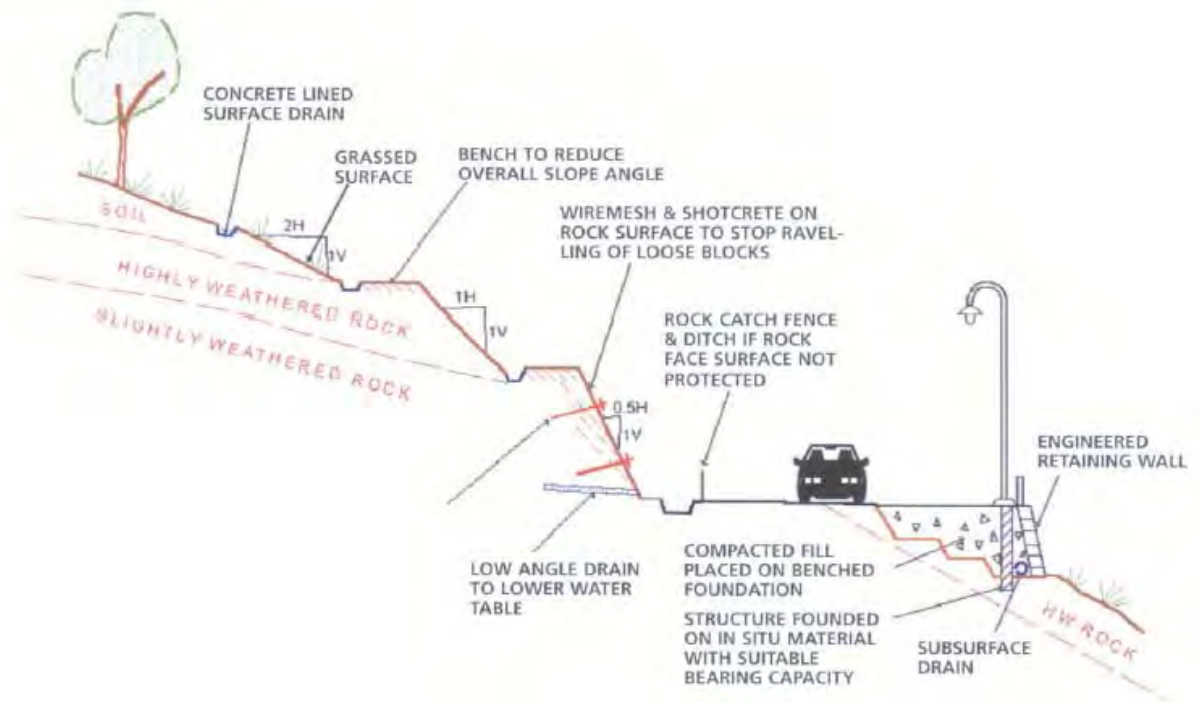 CONCRETE LINED
SURFACE DRAIN
GRASSED
SURFACE
BENCH TO REDUCE
OVERALL SLOPE ANGLE
WIREMESH & SHOTCRETE ON
ROCK SURFACE TO STOP RAVEL-
LING OF LOOSE BLOCKS
SOIL
2H
1V
HIGHLY WEATHERED ROCK
SLIGHTLY WEATHERED ROCK
1H
1V
ROCK CATCH FENCE
& DITCH IF ROCK
FACE SURFACE NOT
PROTECTED
0.5H
1V
ENGINEERED
RETAINING WALL
LOW ANGLE DRAIN
TO LOWER WATER
TABLE
COMPACTED FILL
PLACED ON BENCHED
FOUNDATION
STRUCTURE FOUNDED
ON IN SITU MATERIAL
WITH SUITABLE
BEARING CAPACITY
SUBSURFACE
DRAIN
HW ROCK